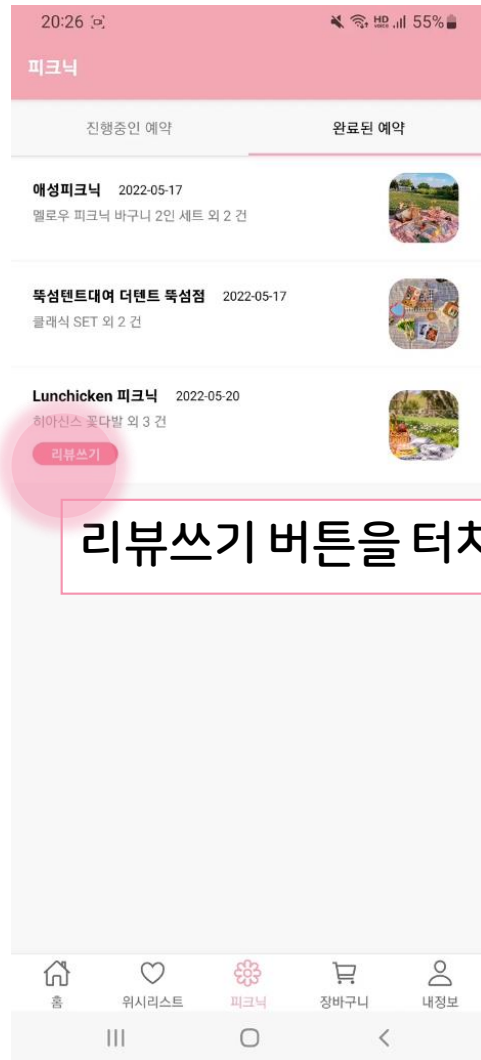 20:26 HD 55%
피크닉
진행중인 예약 완료된 예약
애성피크닉 2022-05-17
멜로우 피크닉 바구니 2인 세트 외 2 건
뚝섬텐트대여 더텐트 뚝섬점 2022-05-17
클래식 SET 외 2 건
Lunchicken 피크닉 2022-05-20
히아신스 꽃다발 외 3 건
리뷰쓰기
리뷰쓰기 버튼을 터치
홈 위시리스트 피크닉 장바구니 내정보